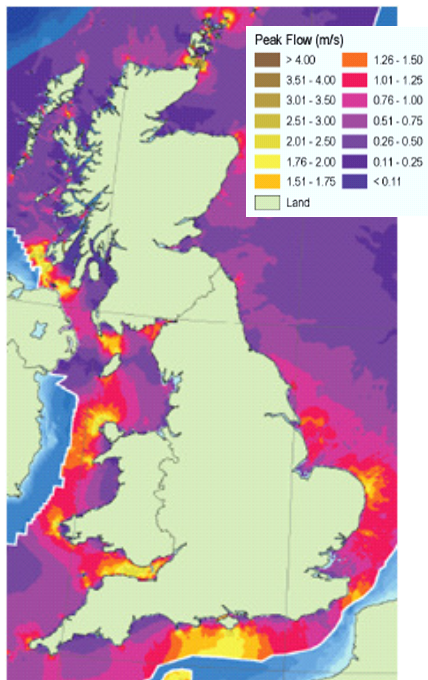 Peak Flow (m/s)
> 4.00
3.51 - 4.00
3.01 - 3.50
2.51 - 3.00
2.01 - 2.50
1.76 - 2.00
1.51 - 1.75
Land
1.26 - 1.50
1.01 - 1.25
0.76 - 1.00
0.51 - 0.75
0.26 - 0.50
0.11 - 0.25
< 0.11